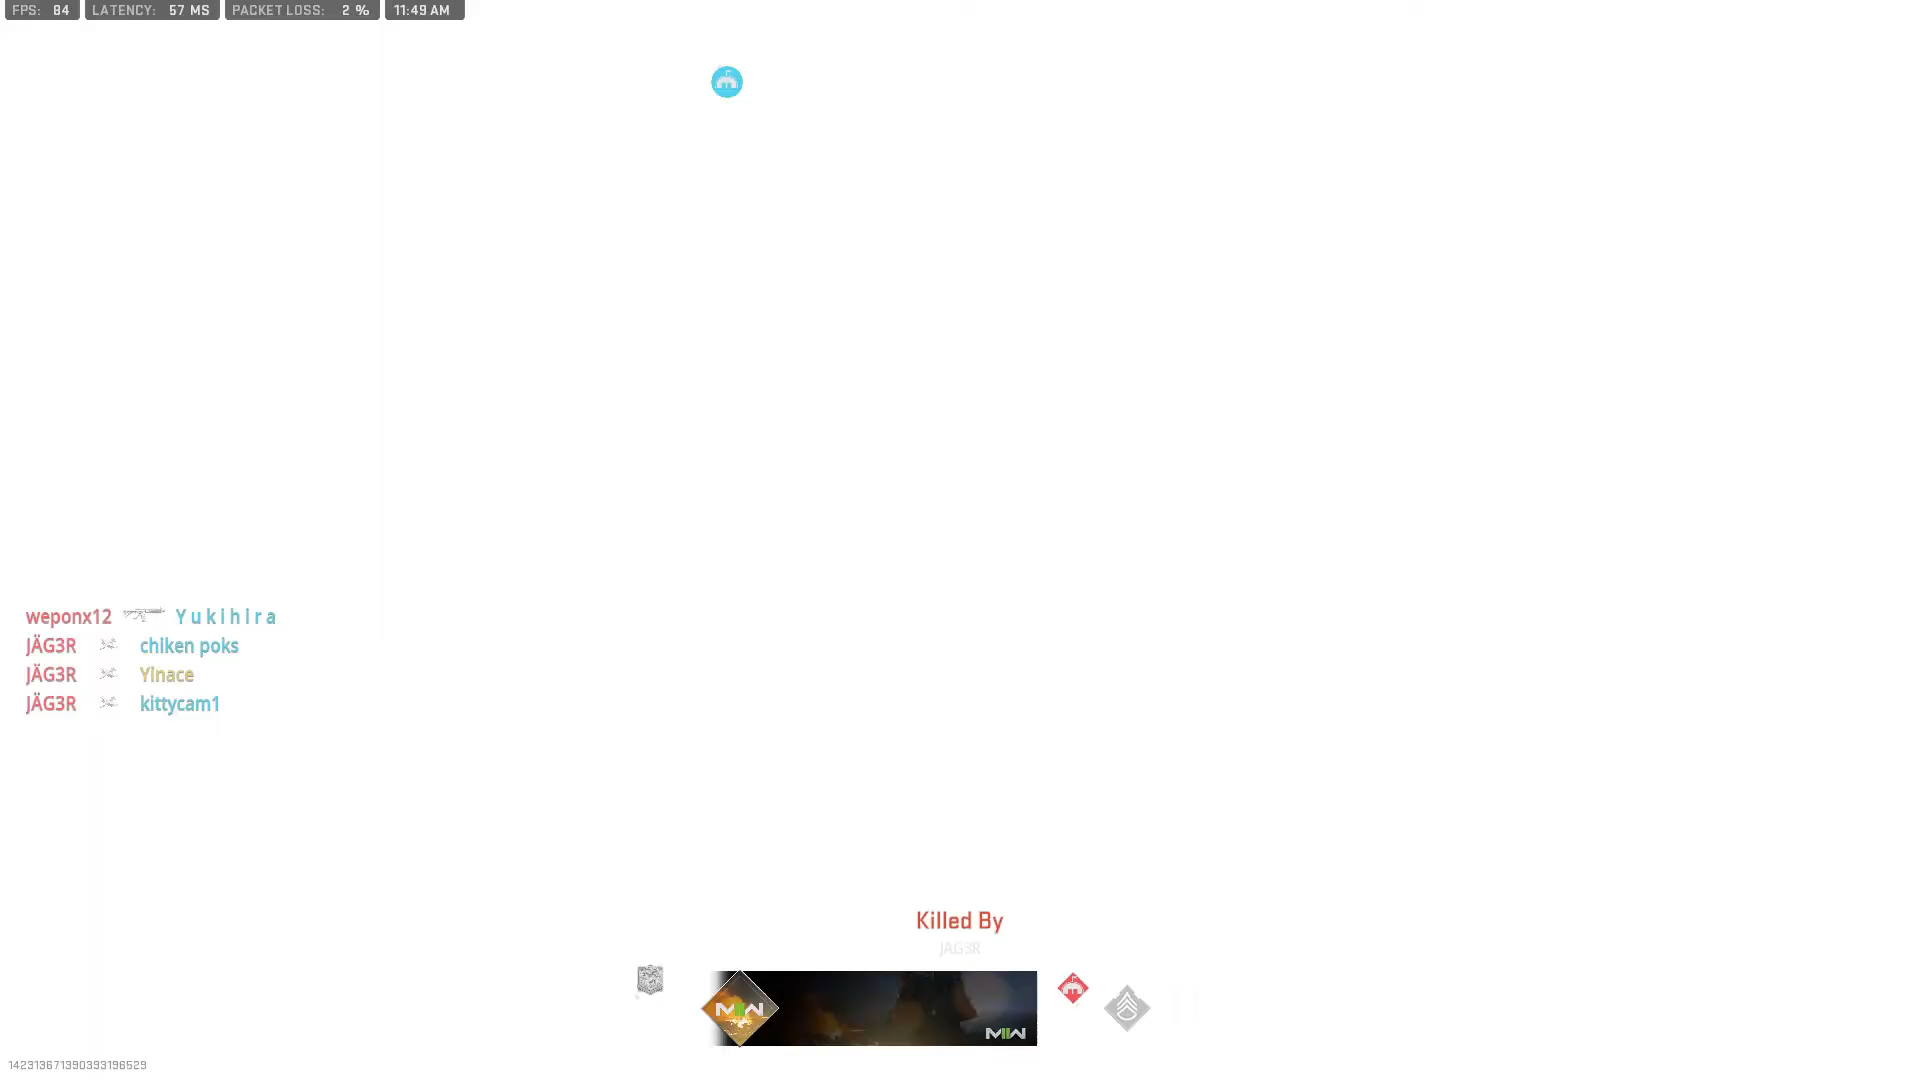 FPS: 84 LATENCY: 57 MS PACKET LOSS: 2 % 11:49 AM
weponx12 Y u k i h i r a
JÄG3R chiken poks
JÄG3R Yinace
JÄG3R kittycam1
Killed By
JÄG3R
MW
MW
14231367139039319652​9